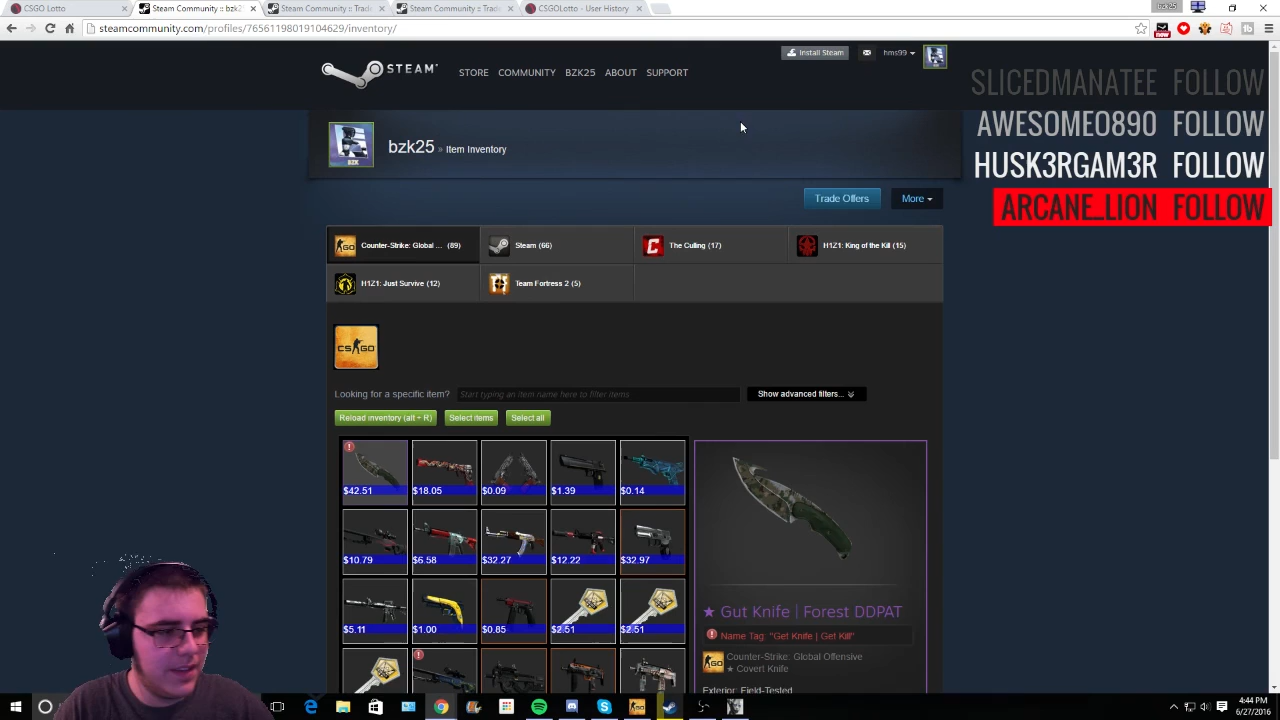 CSGO Lotto
Steam Community :: bzk
Steam Community :: Trade
Steam Community :: Trade
CSGOLotto - User History
bzk25
steamcommunity.com/profiles/76561198019104629/inventory/
new
STEAM
STORE COMMUNITY BZK25 ABOUT SUPPORT
Install Steam
hms99
SLICEDMANATEE FOLLOW
AWESOMEO890 FOLLOW
HUSK3RGAM3R FOLLOW
ARCANE_LION FOLLOW
BZK
bzk25 » Item Inventory
Trade Offers
More
Counter-Strike: Global ... (89)
Steam (66)
The Culling (17)
H1Z1: King of the Kill (15)
H1Z1: Just Survive (12)
Team Fortress 2 (5)
CS GO
Looking for a specific item?
Start typing an item name here to filter items
Show advanced filters...
Reload inventory (alt + R)
Select items
Select all
$42.51 $18.05 $0.09 $1.39 $0.14
$10.79 $6.58 $32.27 $12.22 $32.97
$5.11 $1.00 $0.85 $2.51 $2.51
★ Gut Knife | Forest DDPAT
Name Tag: "Get Knife | Get Kill"
Counter-Strike: Global Offensive
★ Covert Knife
Exterior: Field-Tested
4:44 PM
6/27/2016